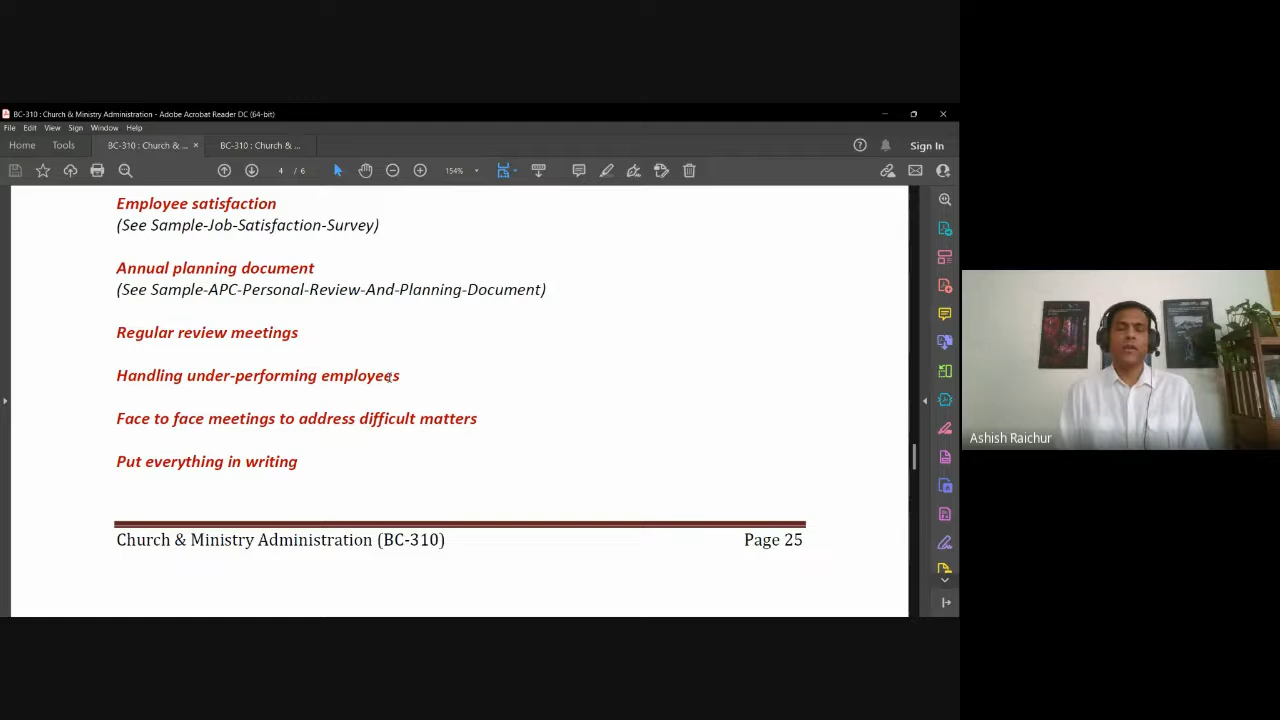 BC-310 : Church & Ministry Administration - Adobe Acrobat Reader DC (64-bit)
File Edit View Sign Window Help
Home Tools BC-310 : Church & ... × BC-310 : Church & ... Sign In
4 / 6 154%
Employee satisfaction
(See Sample-Job-Satisfaction-Survey)
Annual planning document
(See Sample-APC-Personal-Review-And-Planning-Document)
Regular review meetings
Handling under-performing employees
Face to face meetings to address difficult matters
Put everything in writing
Church & Ministry Administration (BC-310) Page 25
Ashish Raichur